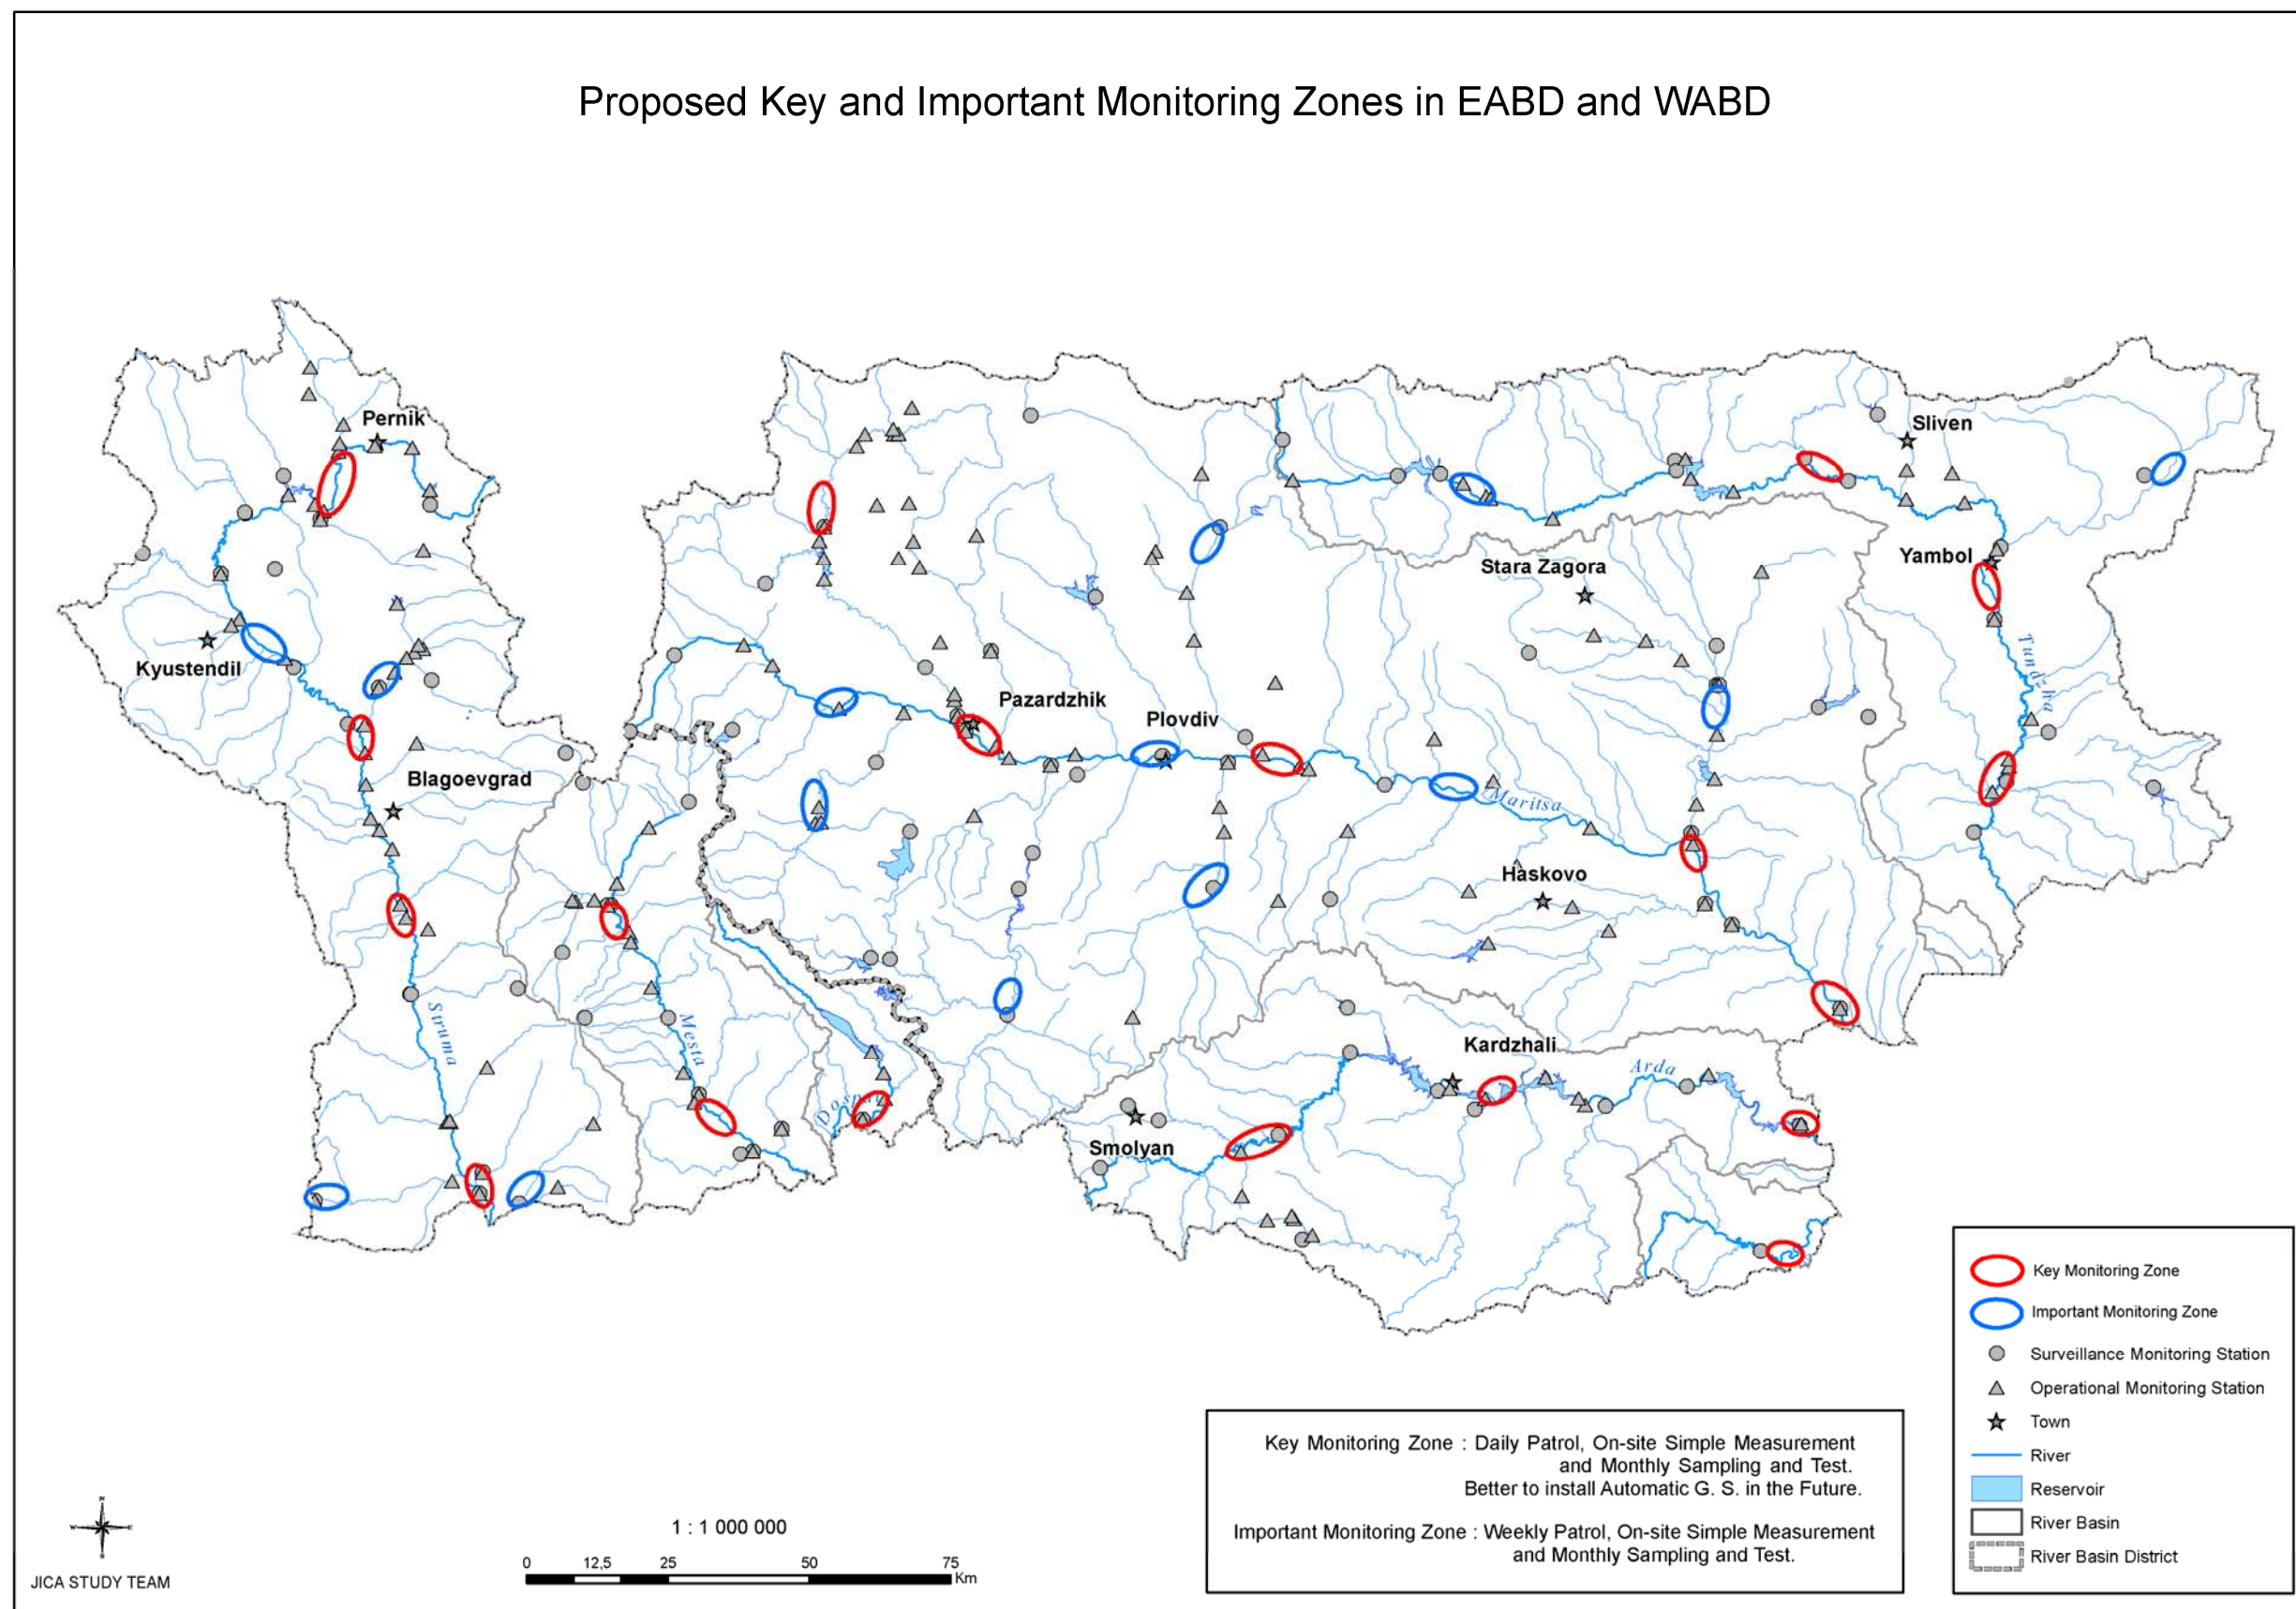 Proposed Key and Important Monitoring Zones in EABD and WABD
Pernik
Sliven
Yambol
Stara Zagora
Kyustendil
Tundzha
Pazardzhik
Plovdiv
Blagoevgrad
Maritsa
Haskovo
Struma
Mesta
Kardzhali
Arda
Dospat
Smolyan
Key Monitoring Zone
Important Monitoring Zone
Surveillance Monitoring Station
Operational Monitoring Station
Town
River
Reservoir
River Basin
River Basin District
Key Monitoring Zone : Daily Patrol, On-site Simple Measurement
and Monthly Sampling and Test.
Better to install Automatic G. S. in the Future.
Important Monitoring Zone : Weekly Patrol, On-site Simple Measurement
and Monthly Sampling and Test.
N
W E
S
JICA STUDY TEAM
1 : 1 000 000
0 12,5 25 50 75
Km